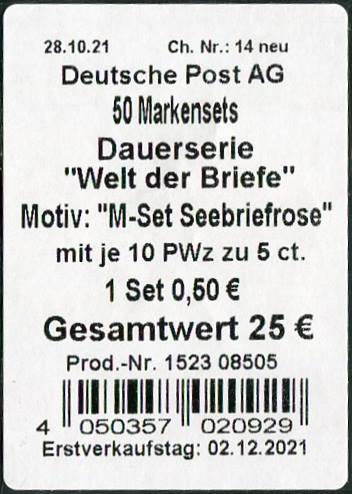 28.10.21 Ch. Nr.: 14 neu
Deutsche Post AG
50 Markensets
Dauerserie
"Welt der Briefe"
Motiv: "M-Set Seebriefrose"
mit je 10 PWz zu 5 ct.
1 Set 0,50 €
Gesamtwert 25 €
Prod.-Nr. 1523 08505
4 050357 020929
Erstverkaufstag: 02.12.2021